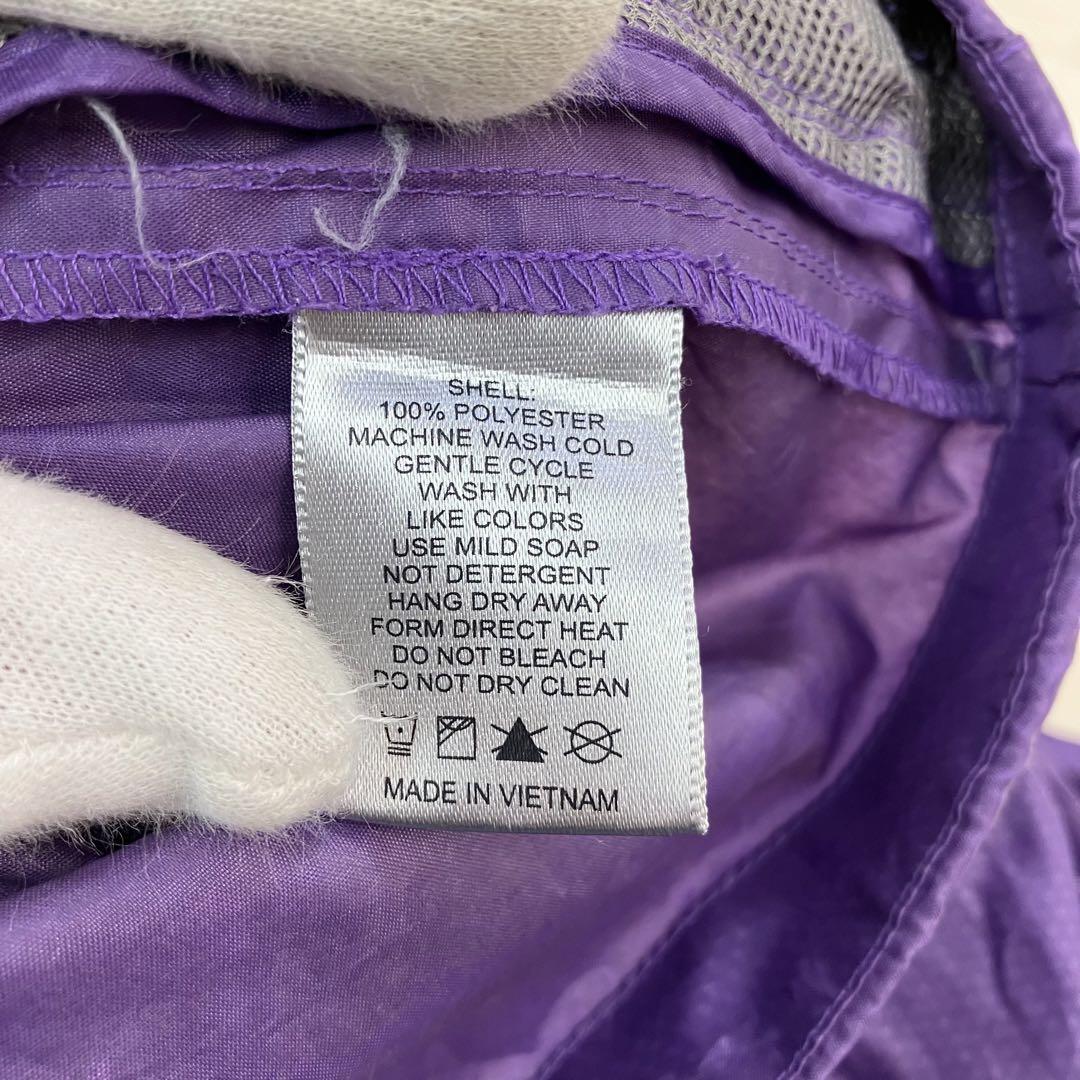 SHELL:
100% POLYESTER
MACHINE WASH COLD
GENTLE CYCLE
WASH WITH
LIKE COLORS
USE MILD SOAP
NOT DETERGENT
HANG DRY AWAY
FORM DIRECT HEAT
DO NOT BLEACH
DO NOT DRY CLEAN
MADE IN VIETNAM